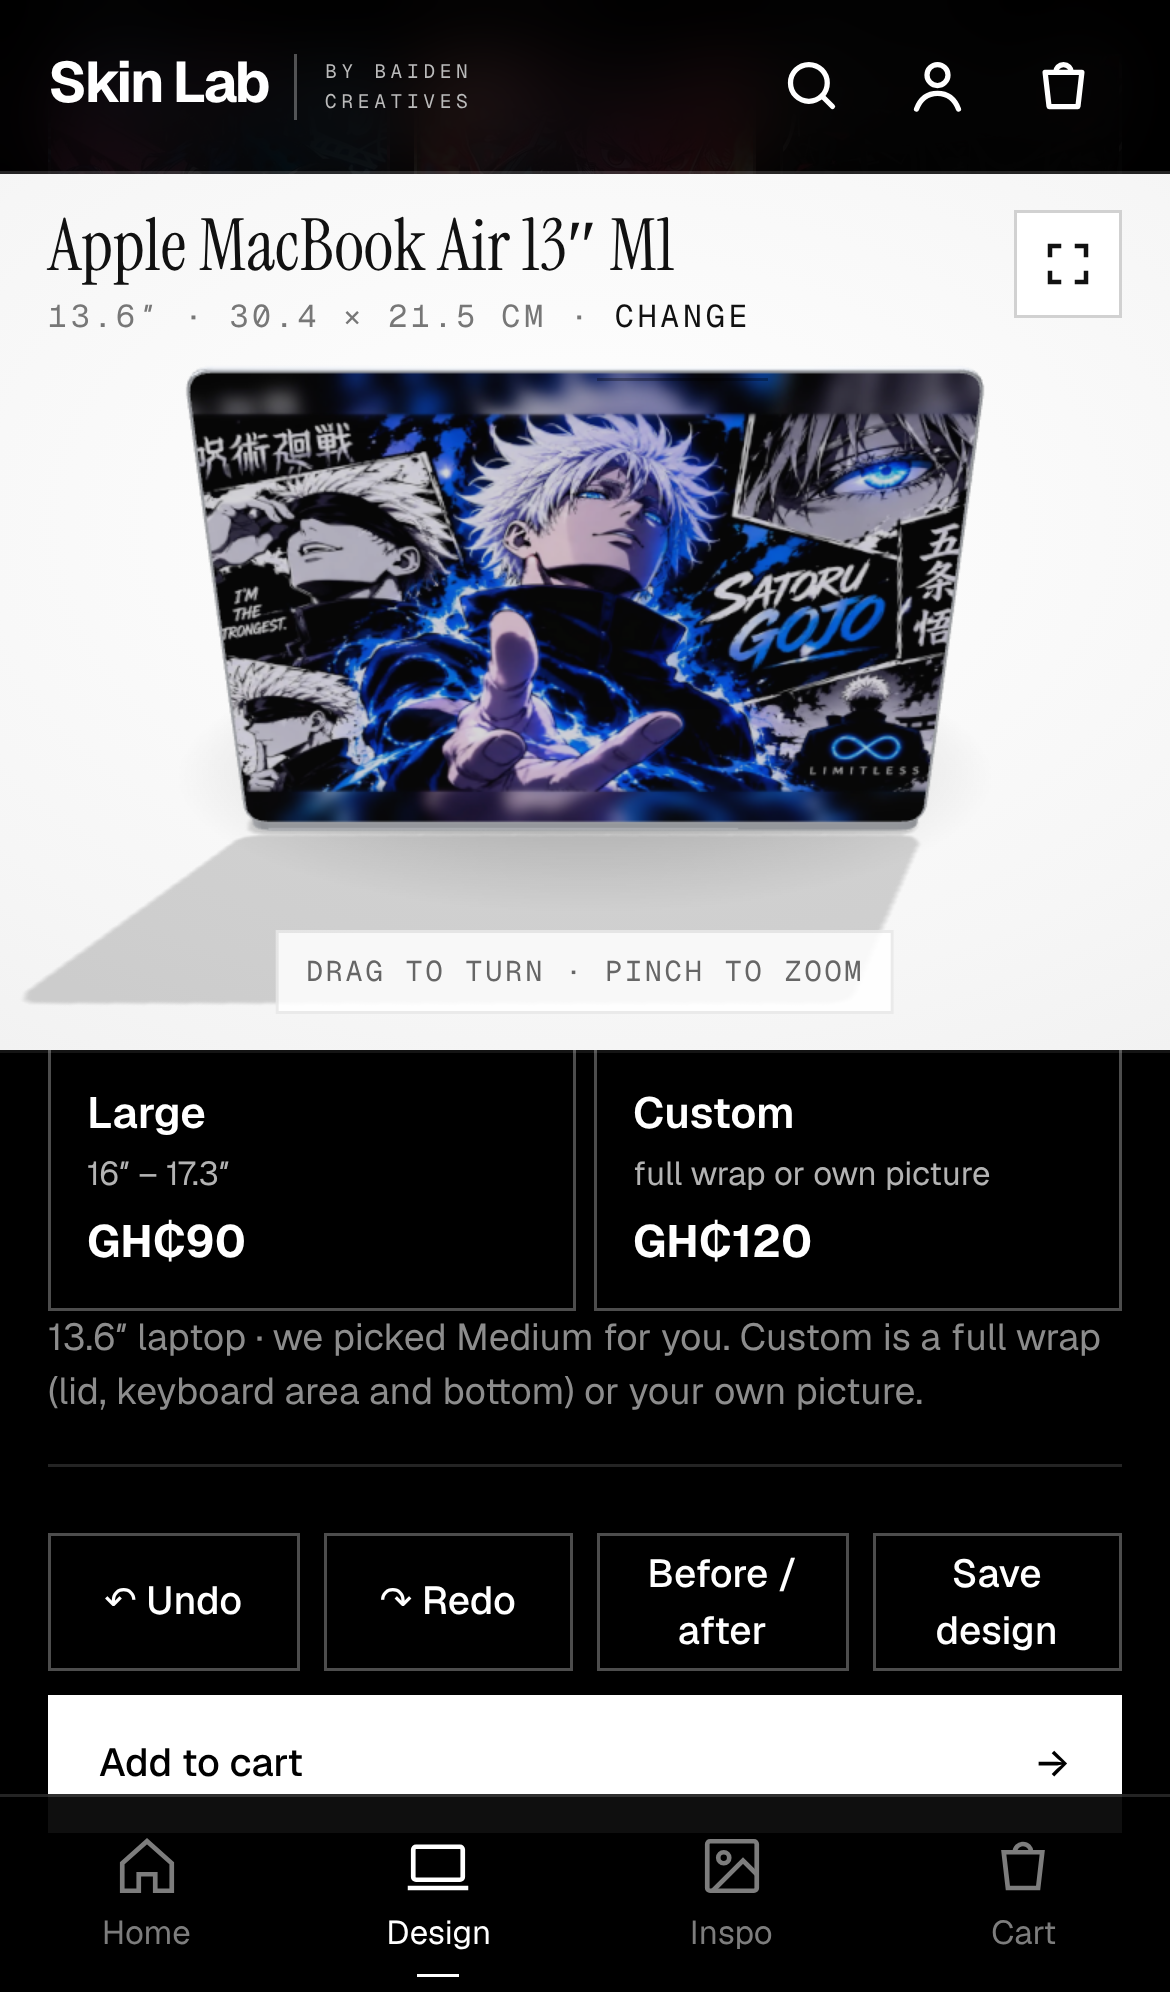 Skin Lab
BY BAIDEN
CREATIVES
Apple MacBook Air 13″ M1
13.6″ · 30.4 × 21.5 CM · CHANGE
呪術廻戦
I'M
THE
TRONGEST.
SATORU
GOJO
五条悟
LIMITLESS
DRAG TO TURN · PINCH TO ZOOM
Large
16″ – 17.3″
GH₵90
Custom
full wrap or own picture
GH₵120
13.6″ laptop · we picked Medium for you. Custom is a full wrap
(lid, keyboard area and bottom) or your own picture.
↶ Undo
↷ Redo
Before /
after
Save
design
Add to cart →
Home
Design
Inspo
Cart